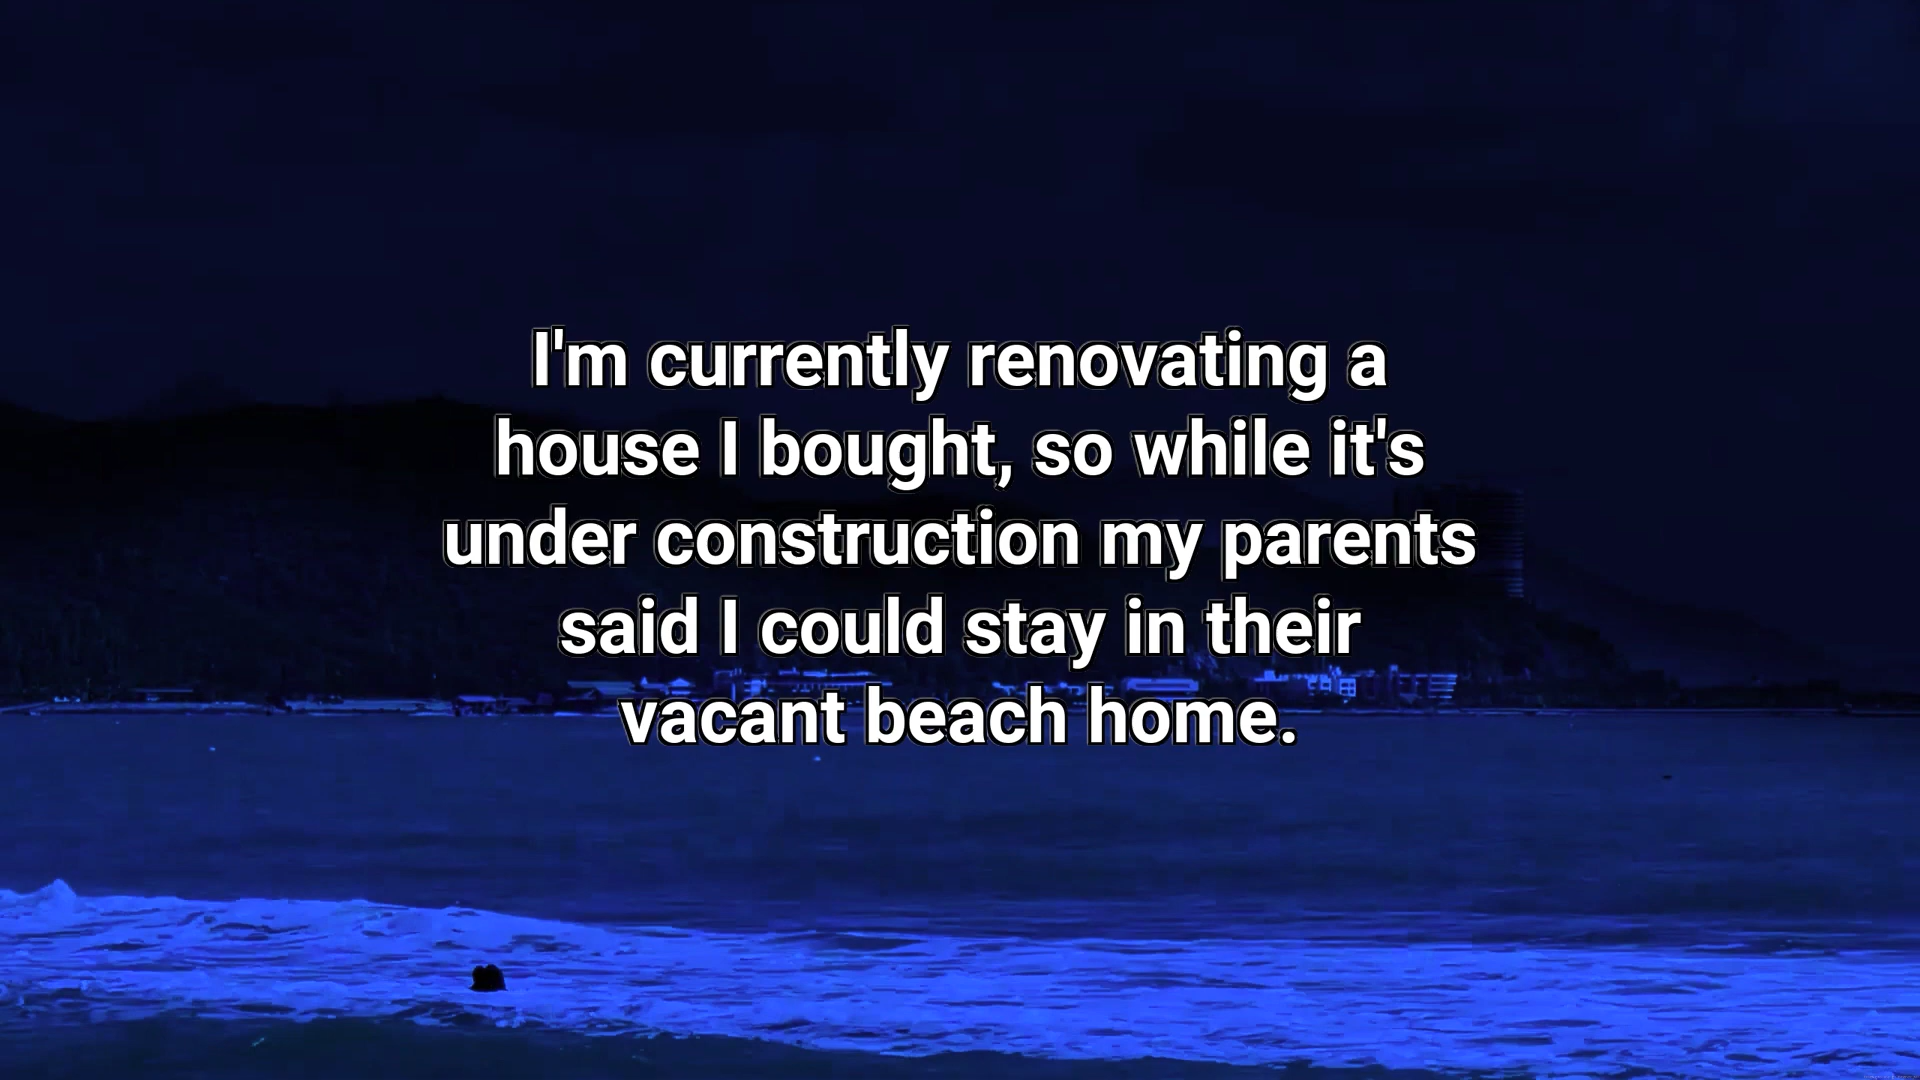 I'm currently renovating a
house I bought, so while it's
under construction my parents
said I could stay in their
vacant beach home.